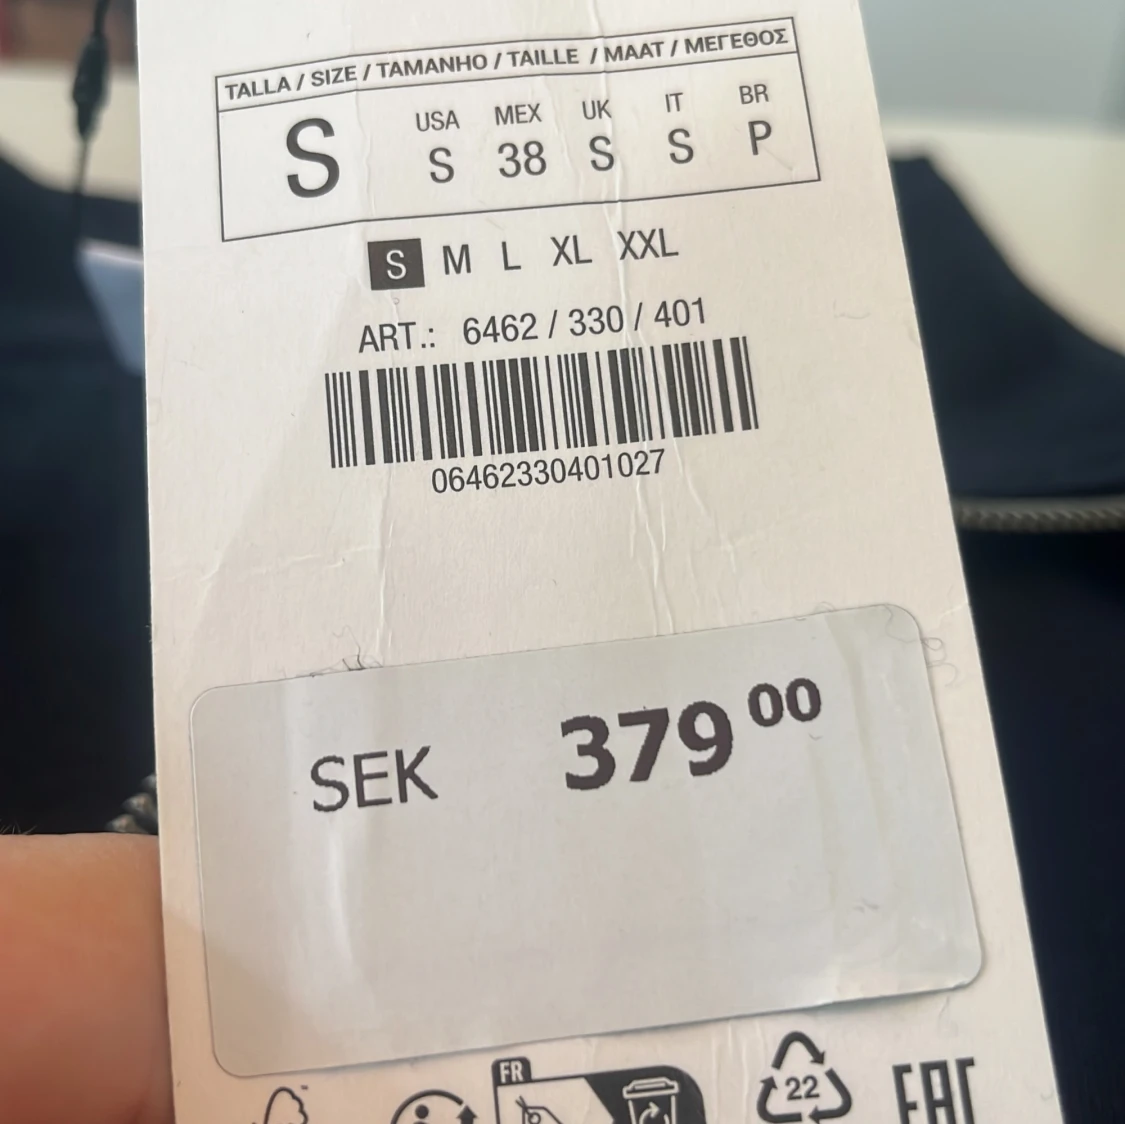 TALLA / SIZE / TAMANHO / TAILLE / MAAT / ΜΕΓΕΘΟΣ
USA MEX UK IT BR
S S 38 S S P
S M L XL XXL
ART.: 6462 / 330 / 401
06462330401027
SEK 379 00
FR
22
EAC